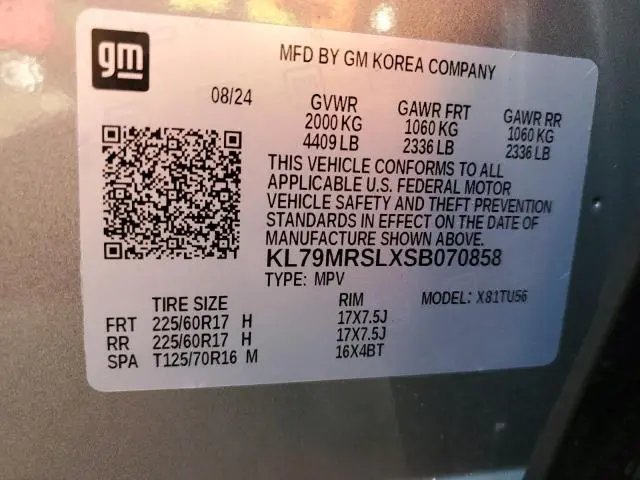 gm
MFD BY GM KOREA COMPANY
08/24
GVWR GAWR FRT GAWR RR
2000 KG 1060 KG 1060 KG
4409 LB 2336 LB 2336 LB
THIS VEHICLE CONFORMS TO ALL
APPLICABLE U.S. FEDERAL MOTOR
VEHICLE SAFETY AND THEFT PREVENTION
STANDARDS IN EFFECT ON THE DATE OF
MANUFACTURE SHOWN ABOVE.
KL79MRSLXSB070858
TYPE: MPV
TIRE SIZE RIM MODEL: X81TU56
FRT 225/60R17 H 17X7.5J
RR 225/60R17 H 17X7.5J
SPA T125/70R16 M 16X4BT